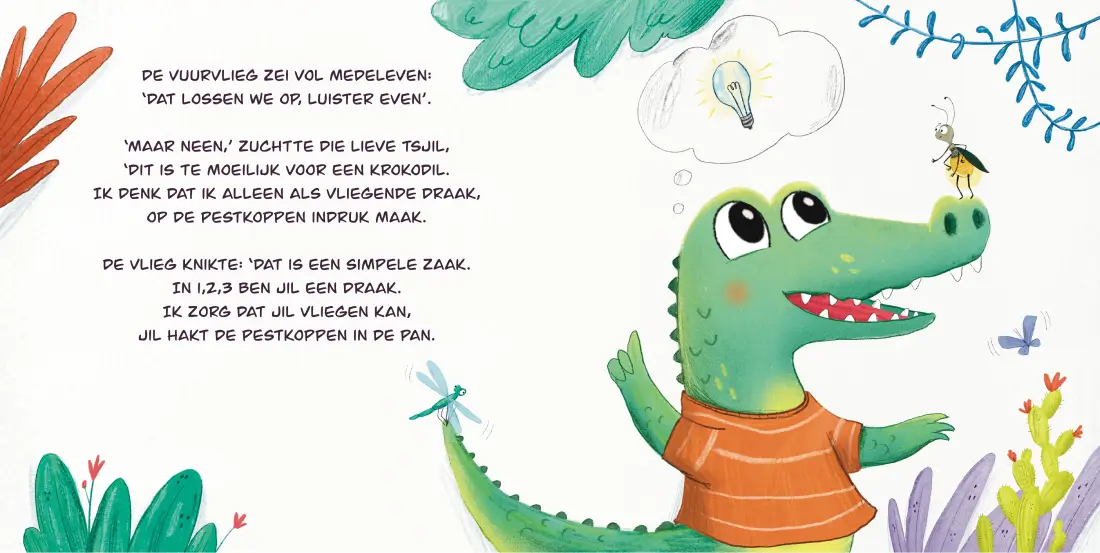 DE VUURVLIEG ZEI VOL MEDELEVEN:
‘DAT LOSSEN WE OP, LUISTER EVEN’.
‘MAAR NEEN,’ ZUCHTTE DIE LIEVE TSJIL,
‘DIT IS TE MOEILIJK VOOR EEN KROKODIL.
IK DENK DAT IK ALLEEN ALS VLIEGENDE DRAAK,
OP DE PESTKOPPEN INDRUK MAAK.
DE VLIEG KNIKTE: ‘DAT IS EEN SIMPELE ZAAK.
IN 1,2,3 BEN JIL EEN DRAAK.
IK ZORG DAT JIL VLIEGEN KAN,
JIL HAKT DE PESTKOPPEN IN DE PAN.